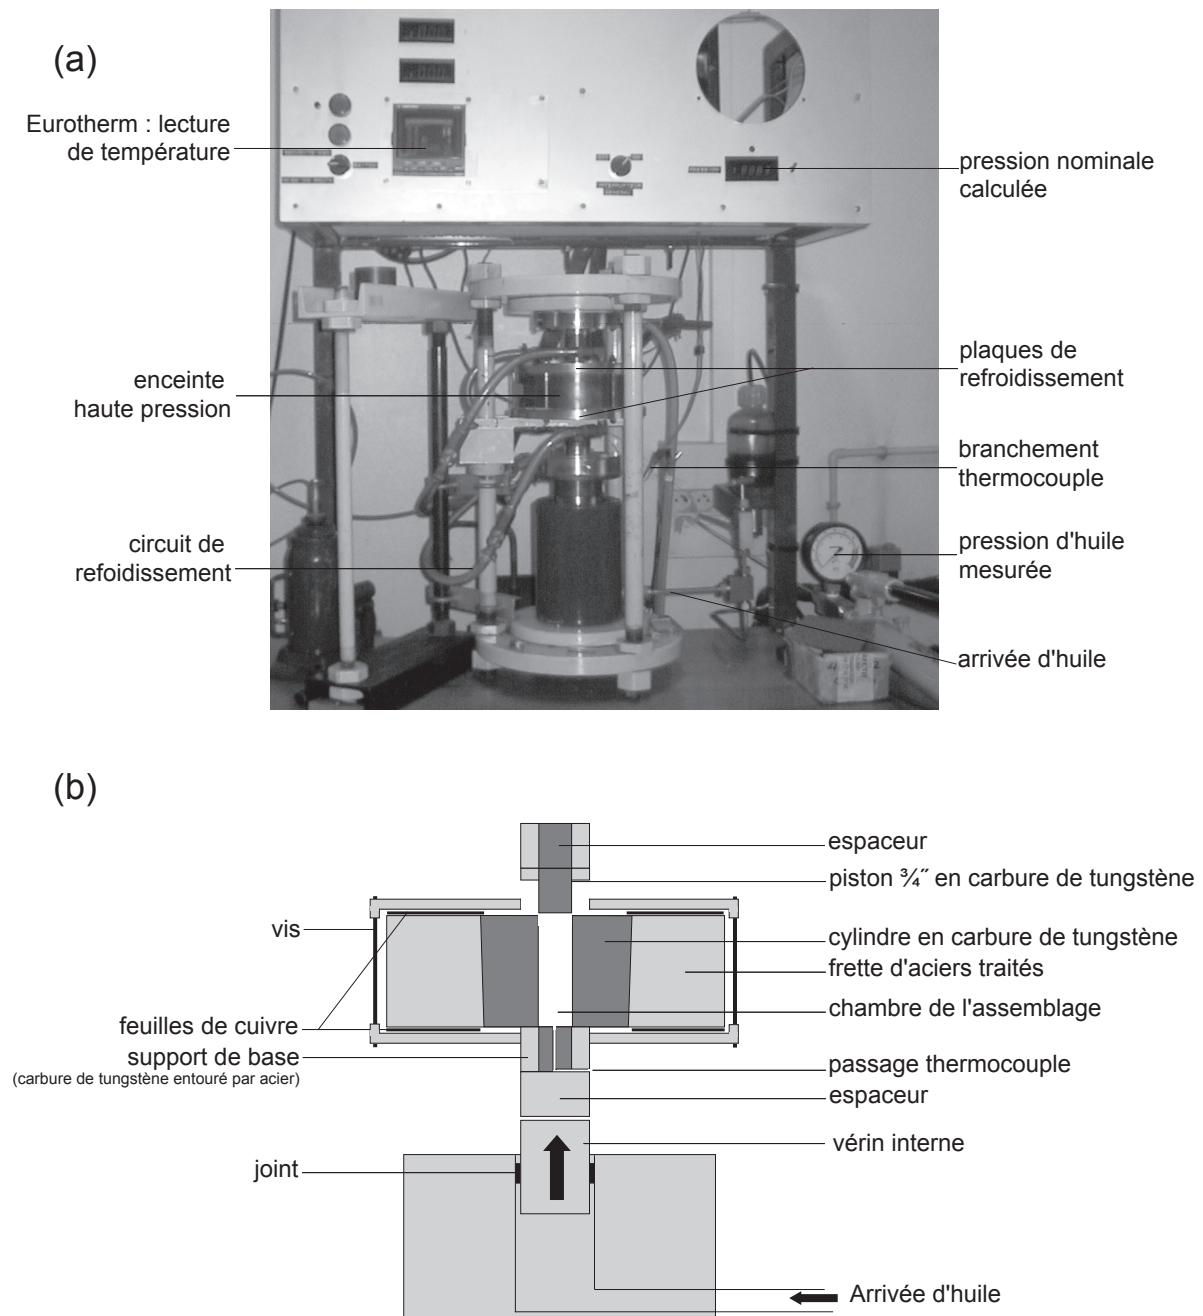 (a)
Eurotherm : lecture
de température
pression nominale
calculée
INTERRUPTEUR
GENERAL
plaques de
refroidissement
enceinte
haute pression
branchement
thermocouple
circuit de
refoidissement
pression d'huile
mesurée
arrivée d'huile
(b)
espaceur
piston ¾˝ en carbure de tungstène
vis
cylindre en carbure de tungstène
frette d'aciers traités
chambre de l'assemblage
feuilles de cuivre
support de base
(carbure de tungstène entouré par acier)
passage thermocouple
espaceur
vérin interne
joint
Arrivée d'huile